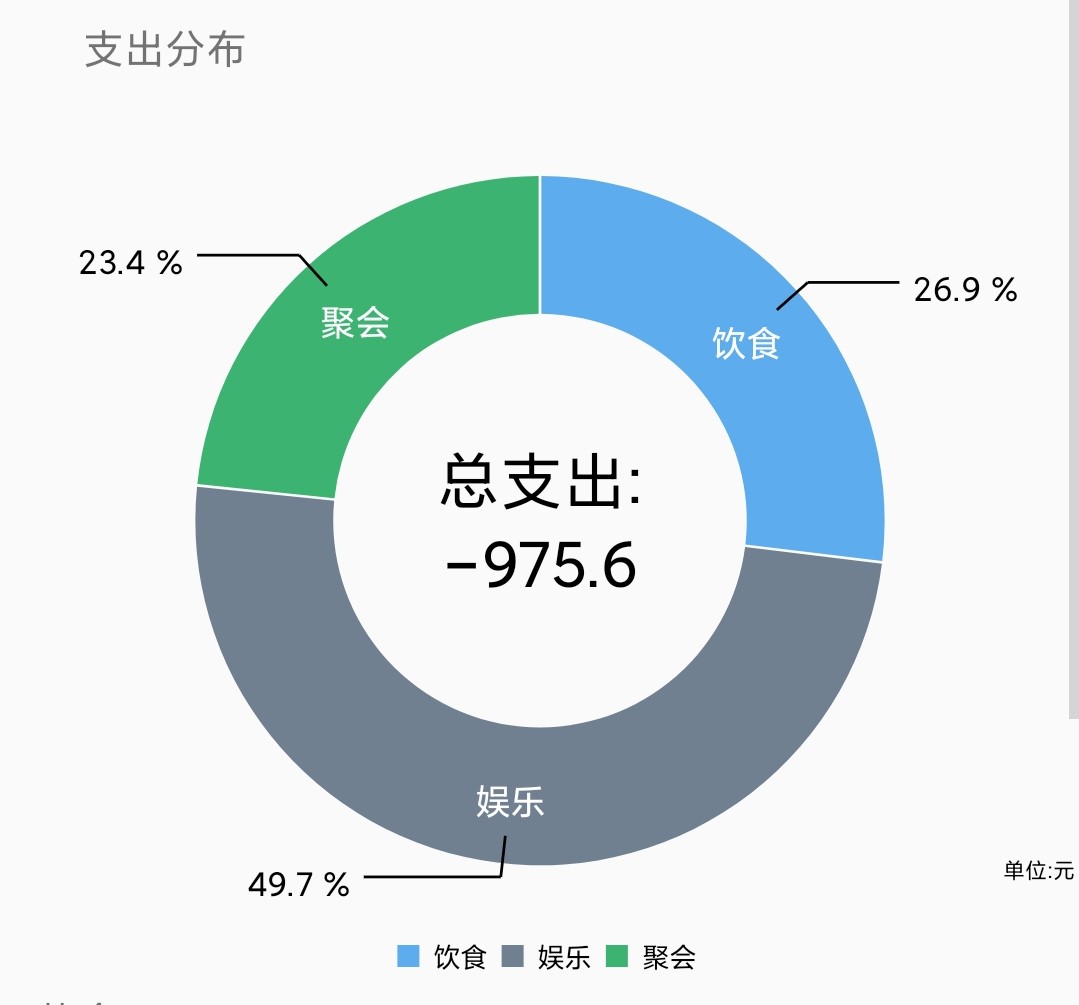 支出分布
23.4 %
26.9 %
聚会
饮食
总支出:
-975.6
娱乐
49.7 %
单位:元
饮食 娱乐 聚会